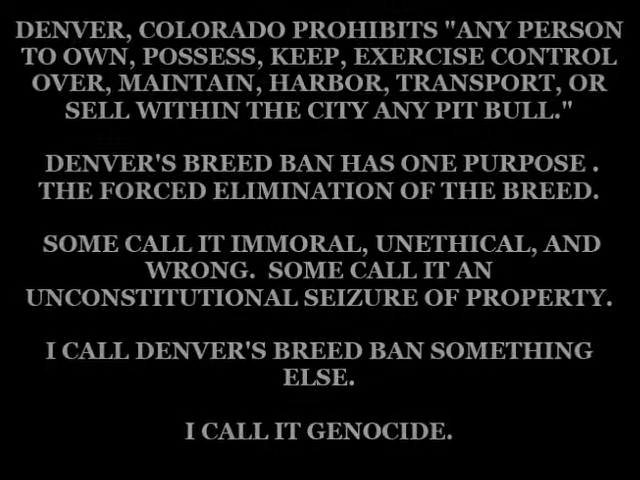 DENVER, COLORADO PROHIBITS "ANY PERSON
TO OWN, POSSESS, KEEP, EXERCISE CONTROL
OVER, MAINTAIN, HARBOR, TRANSPORT, OR
SELL WITHIN THE CITY ANY PIT BULL."
DENVER'S BREED BAN HAS ONE PURPOSE .
THE FORCED ELIMINATION OF THE BREED.
SOME CALL IT IMMORAL, UNETHICAL, AND
WRONG.  SOME CALL IT AN
UNCONSTITUTIONAL SEIZURE OF PROPERTY.
I CALL DENVER'S BREED BAN SOMETHING
ELSE.
I CALL IT GENOCIDE.